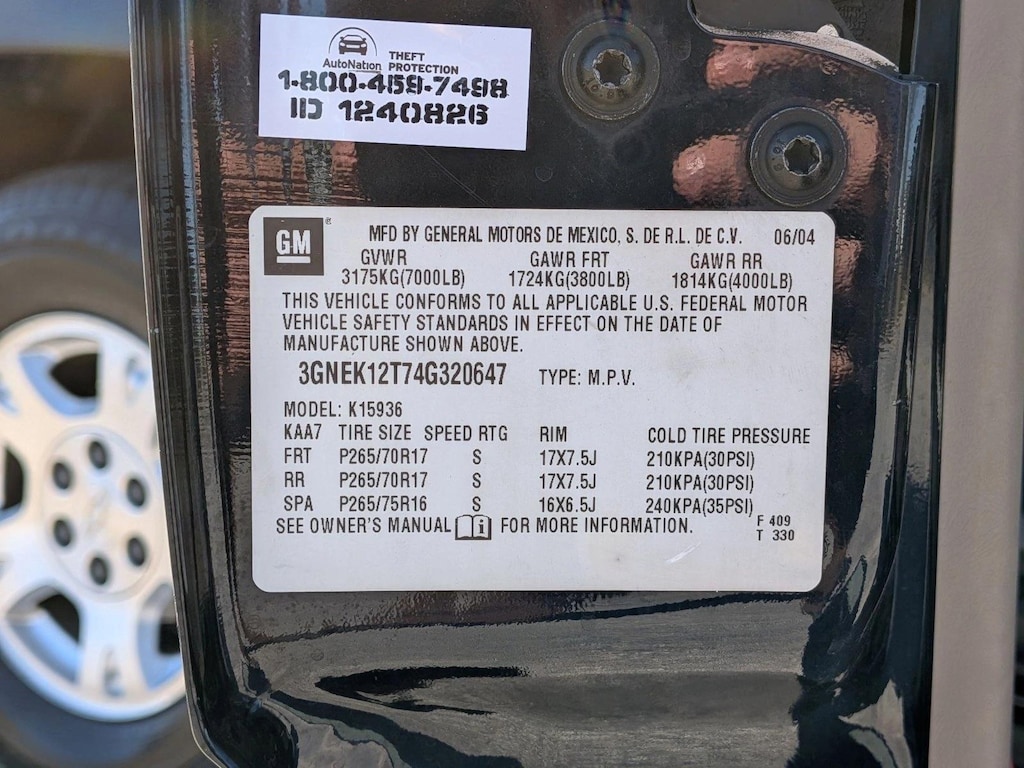 AutoNation THEFT PROTECTION
1-800-459-7498
ID 1240826
GM ® MFD BY GENERAL MOTORS DE MEXICO, S. DE R.L. DE C.V. 06/04
GVWR GAWR FRT GAWR RR
3175KG(7000LB) 1724KG(3800LB) 1814KG(4000LB)
THIS VEHICLE CONFORMS TO ALL APPLICABLE U.S. FEDERAL MOTOR
VEHICLE SAFETY STANDARDS IN EFFECT ON THE DATE OF
MANUFACTURE SHOWN ABOVE.
3GNEK12T74G320647 TYPE: M.P.V.
MODEL: K15936
KAA7 TIRE SIZE SPEED RTG RIM COLD TIRE PRESSURE
FRT P265/70R17 S 17X7.5J 210KPA(30PSI)
RR P265/70R17 S 17X7.5J 210KPA(30PSI)
SPA P265/75R16 S 16X6.5J 240KPA(35PSI)
SEE OWNER'S MANUAL i FOR MORE INFORMATION.
F 409
T 330